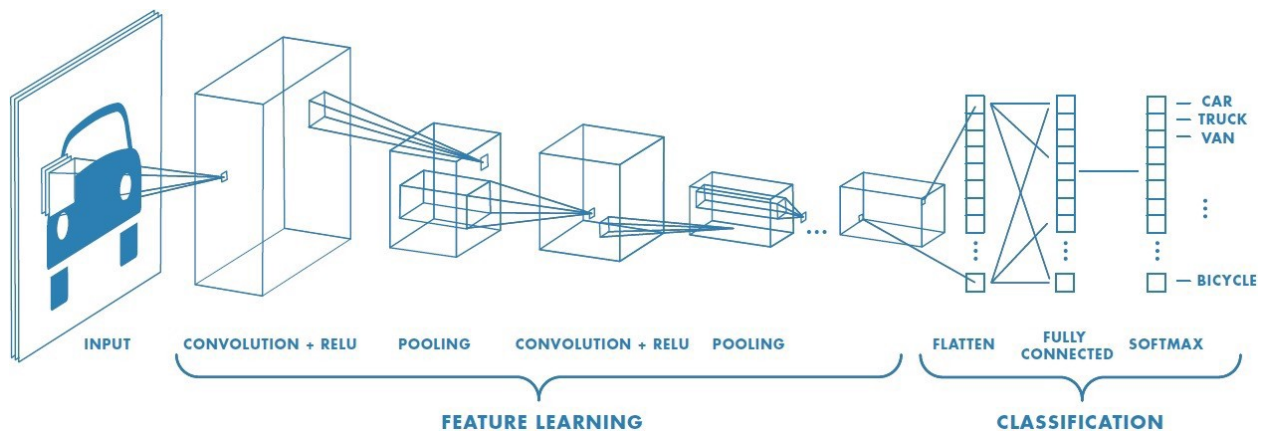 CAR
TRUCK
VAN
BICYCLE
INPUT
CONVOLUTION + RELU
POOLING
CONVOLUTION + RELU
POOLING
FLATTEN
FULLY
CONNECTED
SOFTMAX
FEATURE LEARNING
CLASSIFICATION